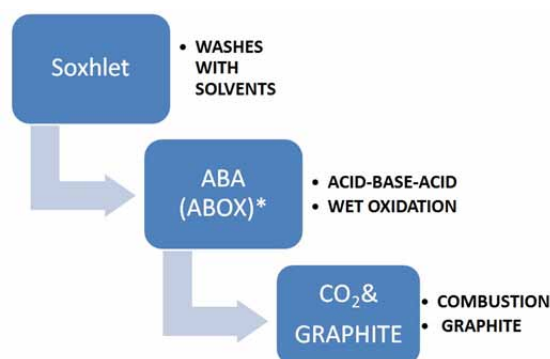 Soxhlet
• WASHES
WITH
SOLVENTS
ABA
(ABOX)*
• ACID-BASE-ACID
• WET OXIDATION
CO₂&
GRAPHITE
• COMBUSTION
• GRAPHITE